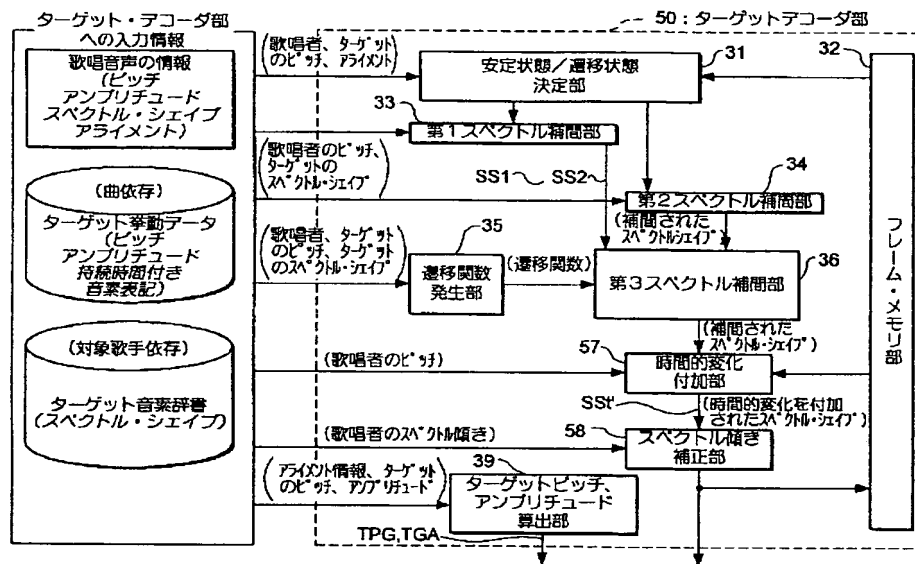 ターゲット・デコーダ部
への入力情報
歌唱音声の情報
(ピッチ
アンプリチュード
スペクトル・シェイプ
アライメント)
(曲依存)
ターゲット挙動データ
(ピッチ
アンプリチュード
持続時間付き
音素表記)
(対象歌手依存)
ターゲット音素辞書
(スペクトル・シェイプ)
50:ターゲットデコーダ部
(歌唱者、ターゲット
のピッチ、アライメント)
31
安定状態/遷移状態
決定部
32
フレーム・メモリ部
33
第1スペクトル補間部
(歌唱者のピッチ、
ターゲットの
スペクトル・シェイプ)
SS1
SS2
34
第2スペクトル補間部
(補間された
スペクトルシェイプ)
(歌唱者、ターゲット
のピッチ、ターゲット
のスペクトル・シェイプ)
35
遷移関数
発生部
(遷移関数)
36
第3スペクトル補間部
(補間された
スペクトル・シェイプ)
(歌唱者のピッチ)
57
時間的変化
付加部
SSt'
(時間的変化を付加
されたスペクトル・シェイプ)
(歌唱者のスペクトル傾き)
58
スペクトル傾き
補正部
(アライメント情報、ターゲット
のピッチ、アンプリチュード)
39
ターゲットピッチ、
アンプリチュード
算出部
TPG,TGA